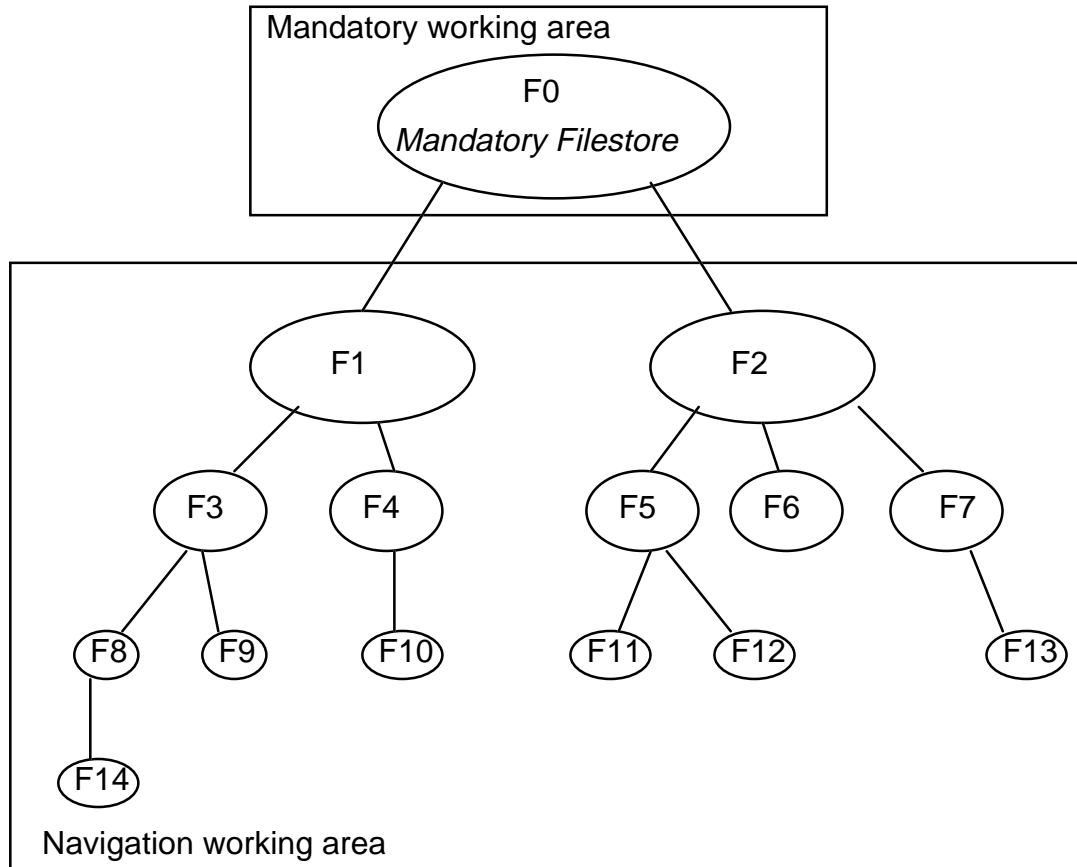 Mandatory working area
F0
Mandatory Filestore
F1
F2
F3
F4
F5
F6
F7
F8
F9
F10
F11
F12
F13
F14
Navigation working area